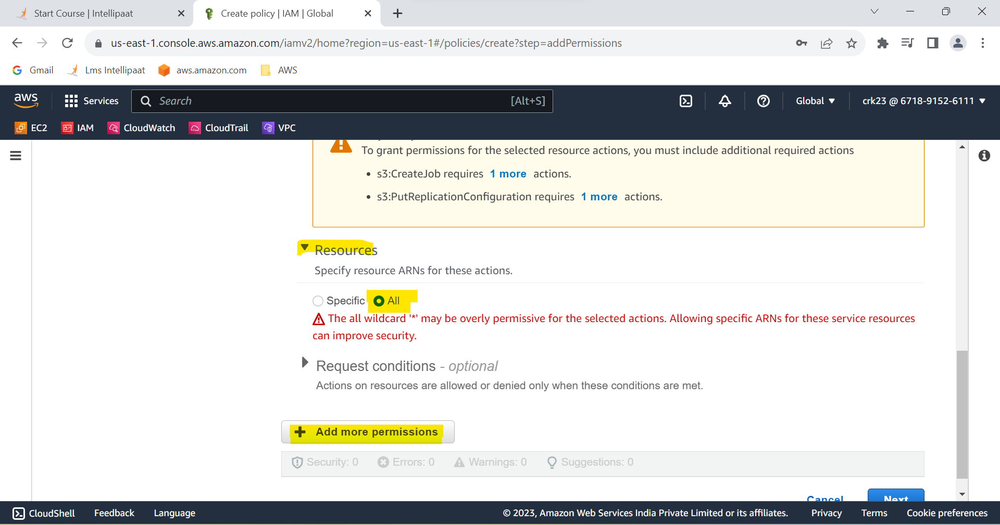 Start Course | Intellipaat
Create policy | IAM | Global
us-east-1.console.aws.amazon.com/iamv2/home?region=us-east-1#/policies/create?step=addPermissions
Gmail Lms Intellipaat aws.amazon.com AWS
aws Services Search [Alt+S] Global crk23 @ 6718-9152-6111
EC2 IAM CloudWatch CloudTrail VPC
To grant permissions for the selected resource actions, you must include additional required actions
• s3:CreateJob requires 1 more actions.
• s3:PutReplicationConfiguration requires 1 more actions.
Resources
Specify resource ARNs for these actions.
Specific All
The all wildcard '*' may be overly permissive for the selected actions. Allowing specific ARNs for these service resources
can improve security.
Request conditions - optional
Actions on resources are allowed or denied only when these conditions are met.
Add more permissions
Security: 0 Errors: 0 Warnings: 0 Suggestions: 0
Cancel Next
CloudShell Feedback Language © 2023, Amazon Web Services India Private Limited or its affiliates. Privacy Terms Cookie preferences